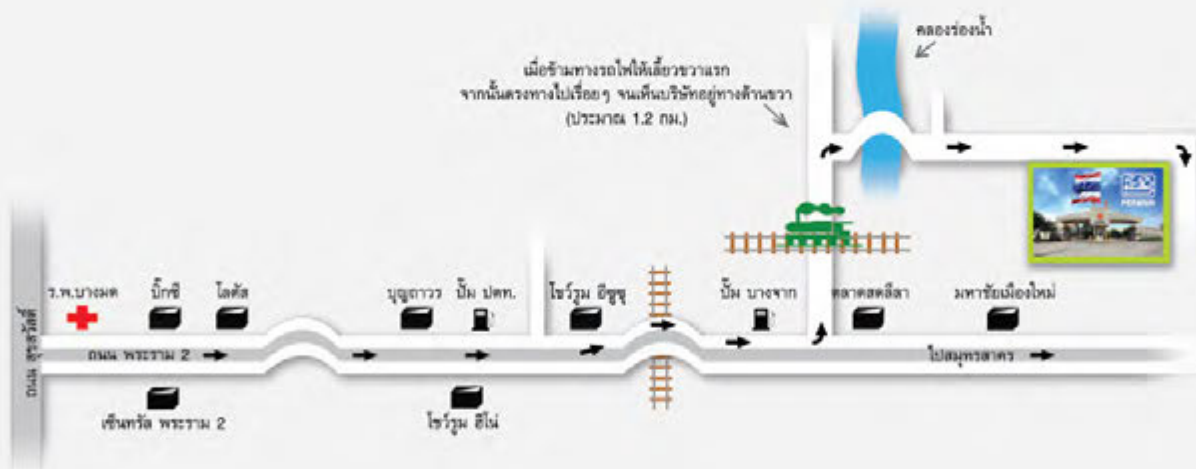 คลองร่องน้ำ
เมื่อข้ามทางรถไฟให้เลี้ยวขวาแรก
จากนั้นตรงทางไปเรื่อยๆ จนเห็นบริษัทอยู่ทางด้านขวา
(ประมาณ 1.2 กม.)
ร.พ.บางมด
บิ๊กซี
โลตัส
บุญถาวร
ปั๊ม ปตท.
โชว์รูม อีซูซุ
ปั๊ม บางจาก
ตลาดสดลีลา
มหาชัยเมืองใหม่
ถนน สุขสวัสดิ์
ถนน พระราม 2
ไปสมุทรสาคร
เซ็นทรัล พระราม 2
โชว์รูม ฮีโน่